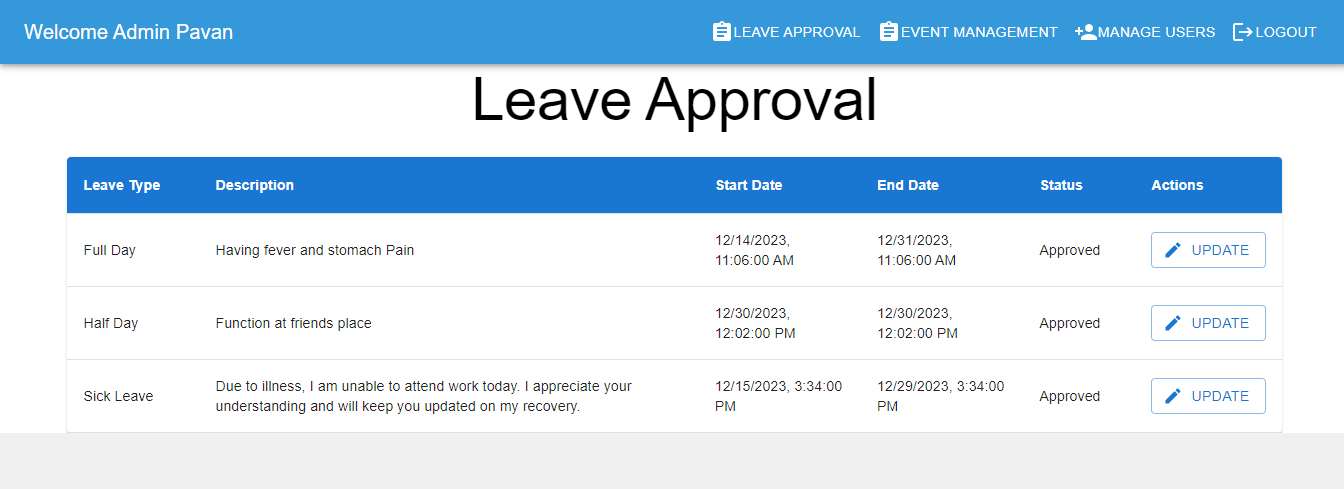 Welcome Admin Pavan
LEAVE APPROVAL
EVENT MANAGEMENT
MANAGE USERS
LOGOUT
Leave Approval
Leave Type Description Start Date End Date Status Actions
Full Day
Having fever and stomach Pain
12/14/2023,
11:06:00 AM
12/31/2023,
11:06:00 AM
Approved
UPDATE
Half Day
Function at friends place
12/30/2023,
12:02:00 PM
12/30/2023,
12:02:00 PM
Approved
UPDATE
Sick Leave
Due to illness, I am unable to attend work today. I appreciate your
understanding and will keep you updated on my recovery.
12/15/2023, 3:34:00
PM
12/29/2023, 3:34:00
PM
Approved
UPDATE